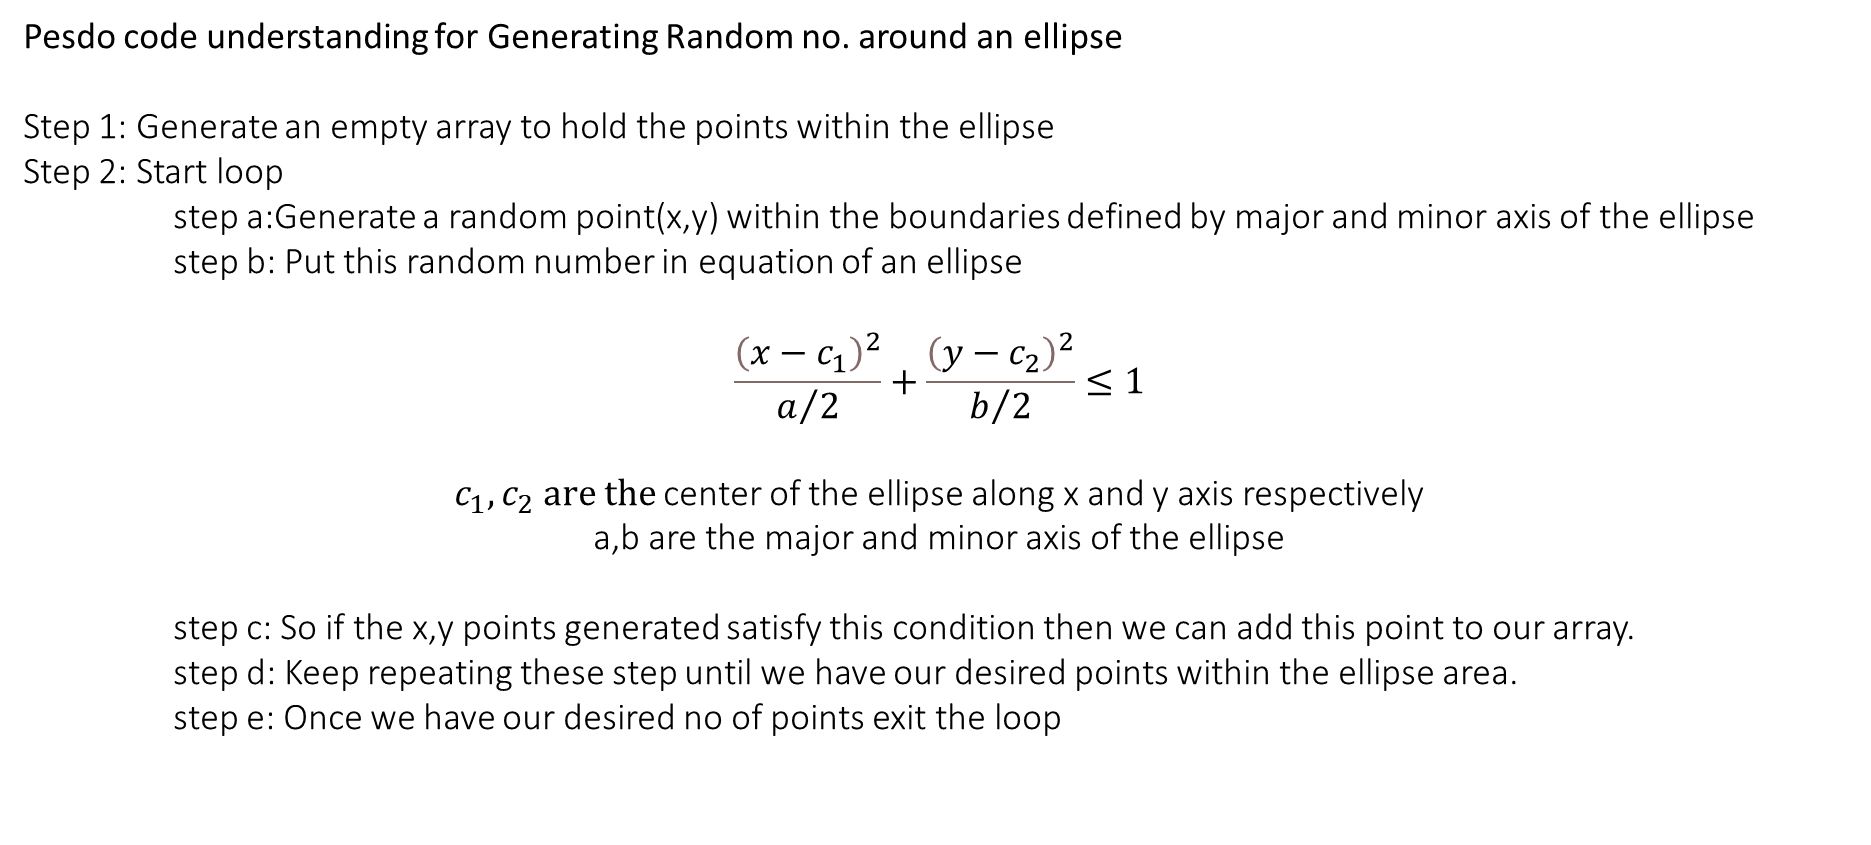 Pesdo code understanding for Generating Random no. around an ellipse
Step 1: Generate an empty array to hold the points within the ellipse
Step 2: Start loop
step a:Generate a random point(x,y) within the boundaries defined by major and minor axis of the ellipse
step b: Put this random number in equation of an ellipse
(x − c₁)²/(a/2) + (y − c₂)²/(b/2) ≤ 1
c₁, c₂ are the center of the ellipse along x and y axis respectively
a,b are the major and minor axis of the ellipse
step c: So if the x,y points generated satisfy this condition then we can add this point to our array.
step d: Keep repeating these step until we have our desired points within the ellipse area.
step e: Once we have our desired no of points exit the loop